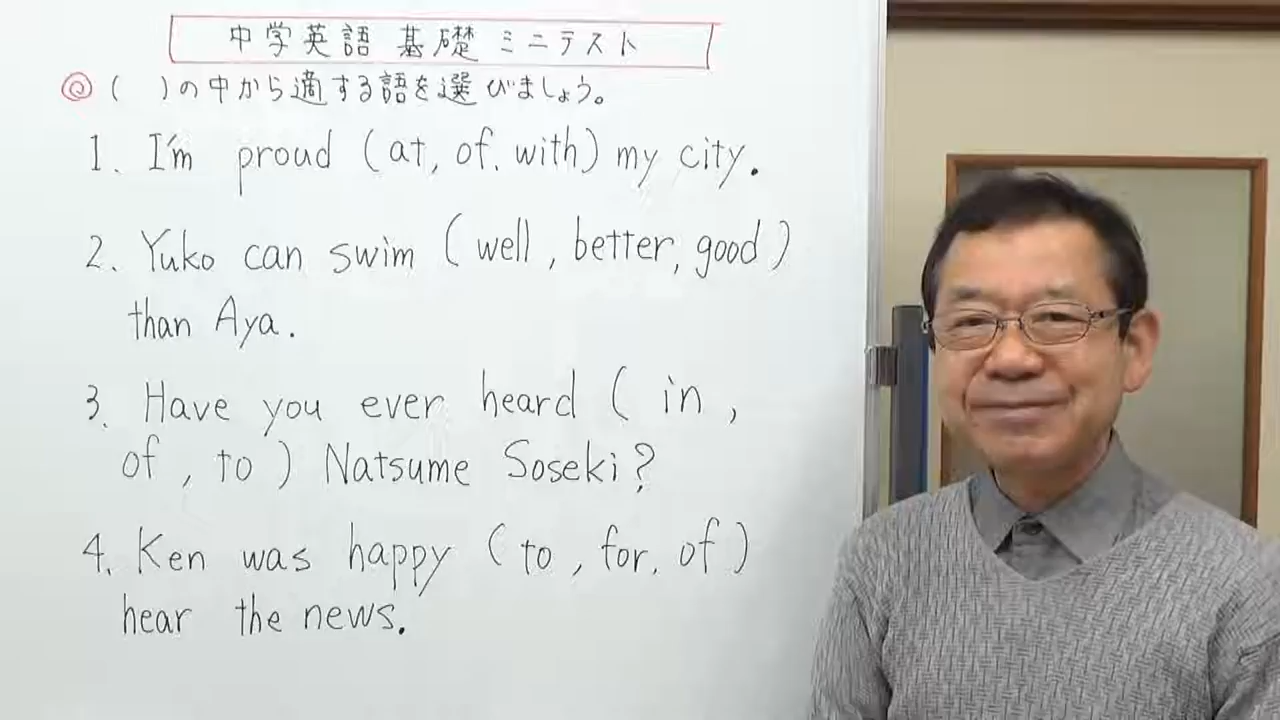 中学英語 基礎 ミニテスト
◎( )の中から適する語を選びましょう。
1. I'm proud (at, of. with) my city.
2. Yuko can swim (well, better, good)
than Aya.
3. Have you ever heard ( in ,
of , to ) Natsume Soseki?
4. Ken was happy (to, for. of)
hear the news.